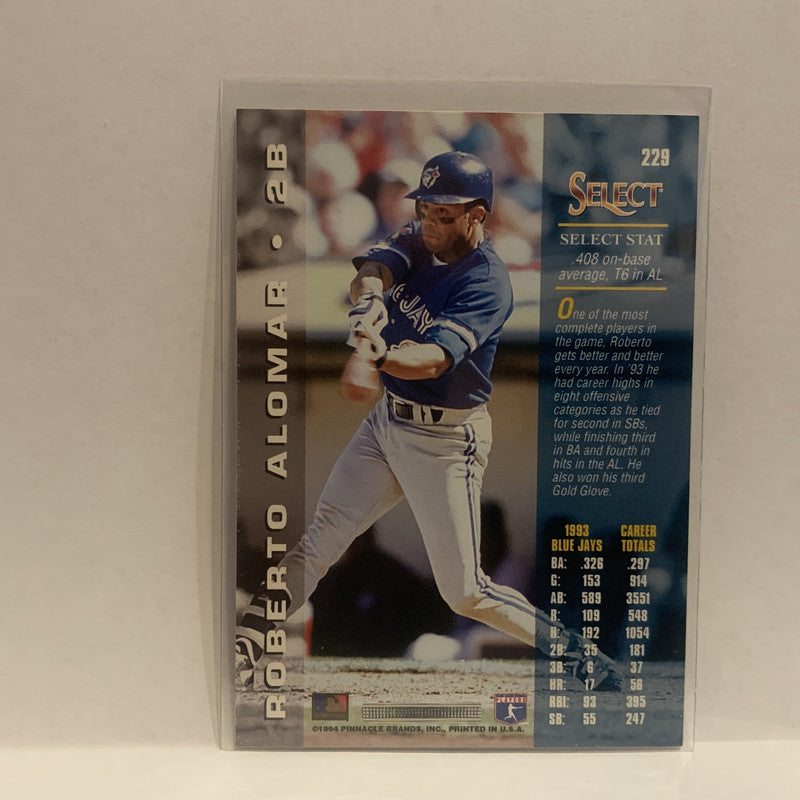 ROBERTO ALOMAR • 2B
229
SELECT
SELECT STAT
.408 on-base
average, T6 in AL
One of the most
complete players in
the game, Roberto
gets better and better
every year. In '93 he
had career highs in
eight offensive
categories as he tied
for second in SBs,
while finishing third
in BA and fourth in
hits in the AL. He
also won his third
Gold Glove.
1993 CAREER
BLUE JAYS TOTALS
BA: .326 .297
G: 153 914
AB: 589 3551
R: 109 548
H: 192 1054
2B: 35 181
3B: 6 37
HR: 17 56
RBI: 93 395
SB: 55 247
JAY
PLAYERS
©1994 PINNACLE BRANDS, INC., PRINTED IN U.S.A.